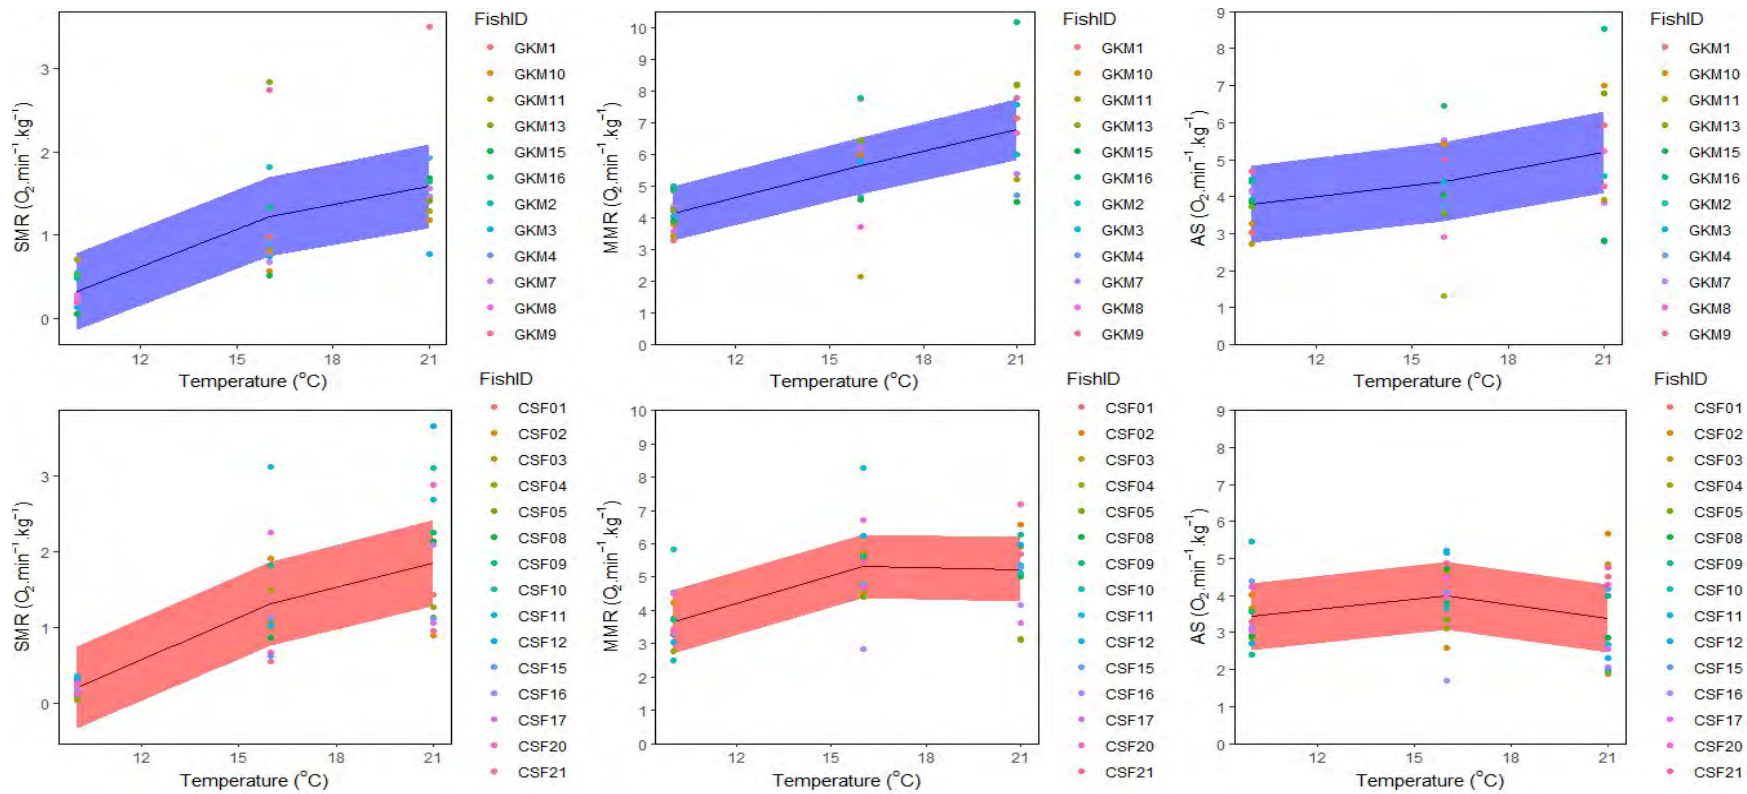 SMR (O₂.min⁻¹.kg⁻¹)
3
2
1
0
12
15
18
21
Temperature (°C)
FishID
GKM1
GKM10
GKM11
GKM13
GKM15
GKM16
GKM2
GKM3
GKM4
GKM7
GKM8
GKM9
MMR (O₂.min⁻¹.kg⁻¹)
10
9
8
7
6
5
4
3
2
1
0
12
15
18
21
Temperature (°C)
FishID
GKM1
GKM10
GKM11
GKM13
GKM15
GKM16
GKM2
GKM3
GKM4
GKM7
GKM8
GKM9
AS (O₂.min⁻¹.kg⁻¹)
9
8
7
6
5
4
3
2
1
0
12
15
18
21
Temperature (°C)
FishID
GKM1
GKM10
GKM11
GKM13
GKM15
GKM16
GKM2
GKM3
GKM4
GKM7
GKM8
GKM9
SMR (O₂.min⁻¹.kg⁻¹)
3
2
1
0
12
15
18
21
Temperature (°C)
FishID
CSF01
CSF02
CSF03
CSF04
CSF05
CSF08
CSF09
CSF10
CSF11
CSF12
CSF15
CSF16
CSF17
CSF20
CSF21
MMR (O₂.min⁻¹.kg⁻¹)
10
9
8
7
6
5
4
3
2
1
0
12
15
18
21
Temperature (°C)
FishID
CSF01
CSF02
CSF03
CSF04
CSF05
CSF08
CSF09
CSF10
CSF11
CSF12
CSF15
CSF16
CSF17
CSF20
CSF21
AS (O₂.min⁻¹.kg⁻¹)
9
8
7
6
5
4
3
2
1
0
12
15
18
21
Temperature (°C)
FishID
CSF01
CSF02
CSF03
CSF04
CSF05
CSF08
CSF09
CSF10
CSF11
CSF12
CSF15
CSF16
CSF17
CSF20
CSF21